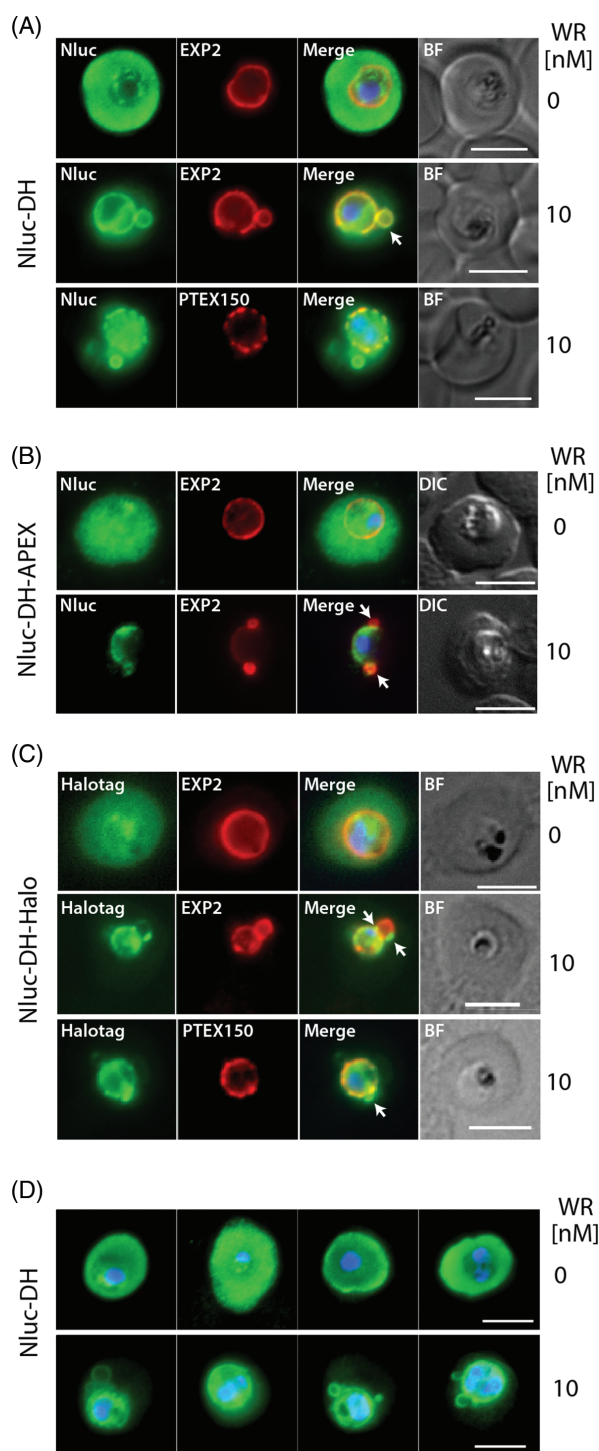 (A)
WR
[nM]
Nluc EXP2 Merge BF
0
Nluc EXP2 Merge BF
10
Nluc PTEX150 Merge BF
10
Nluc-DH
(B)
WR
[nM]
Nluc EXP2 Merge DIC
0
Nluc EXP2 Merge DIC
10
Nluc-DH-APEX
(C)
WR
[nM]
Halotag EXP2 Merge BF
0
Halotag EXP2 Merge BF
10
Halotag PTEX150 Merge BF
10
Nluc-DH-Halo
(D)
WR
[nM]
0
10
Nluc-DH